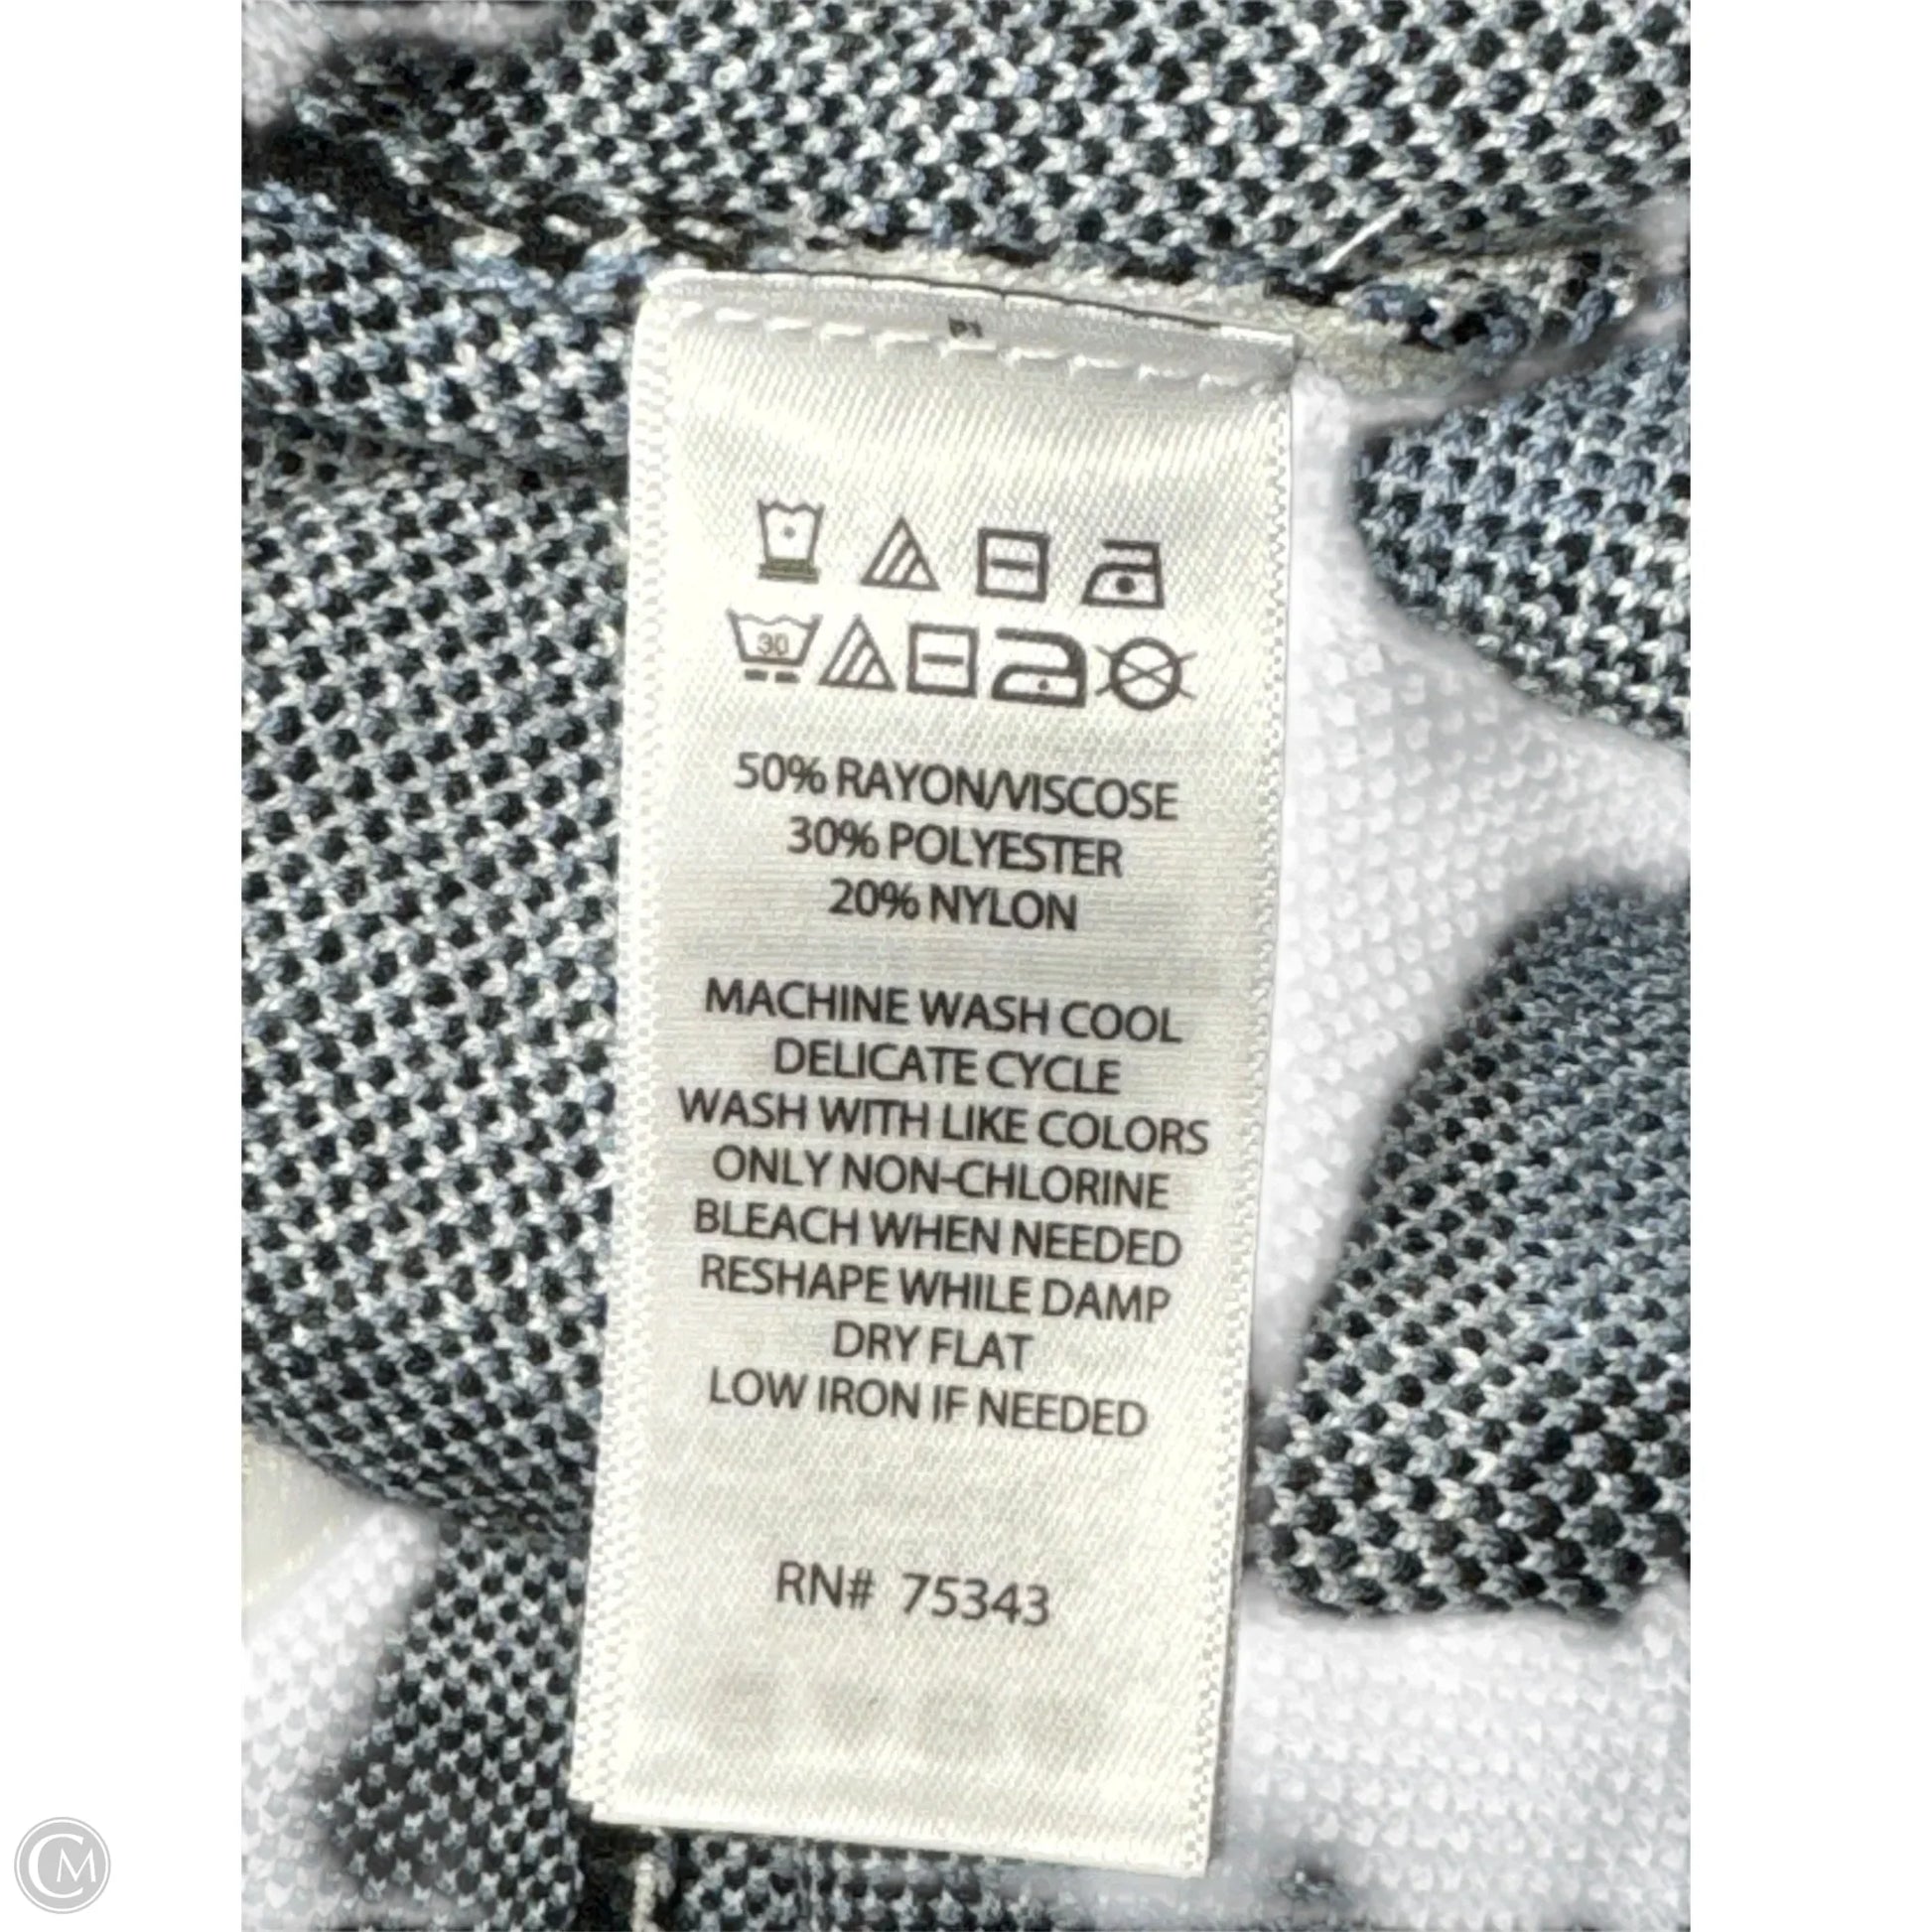 30
50% RAYON/VISCOSE
30% POLYESTER
20% NYLON
MACHINE WASH COOL
DELICATE CYCLE
WASH WITH LIKE COLORS
ONLY NON-CHLORINE
BLEACH WHEN NEEDED
RESHAPE WHILE DAMP
DRY FLAT
LOW IRON IF NEEDED
RN# 75343
CM